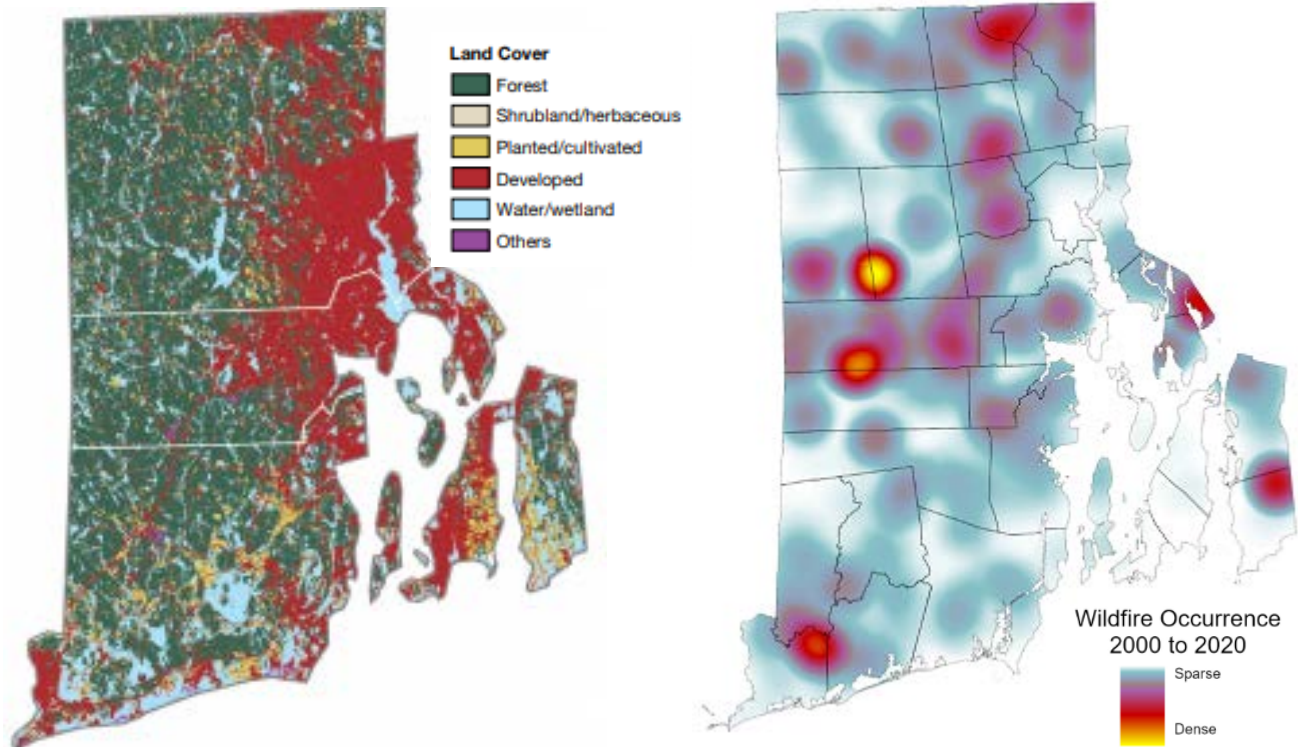 Land Cover
Forest
Shrubland/herbaceous
Planted/cultivated
Developed
Water/wetland
Others
Wildfire Occurrence
2000 to 2020
Sparse
Dense